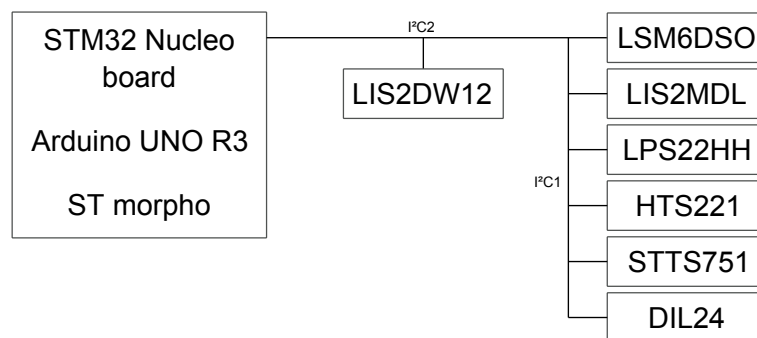 STM32 Nucleo
board
Arduino UNO R3
ST morpho
I²C2
LIS2DW12
I²C1
LSM6DSO
LIS2MDL
LPS22HH
HTS221
STTS751
DIL24